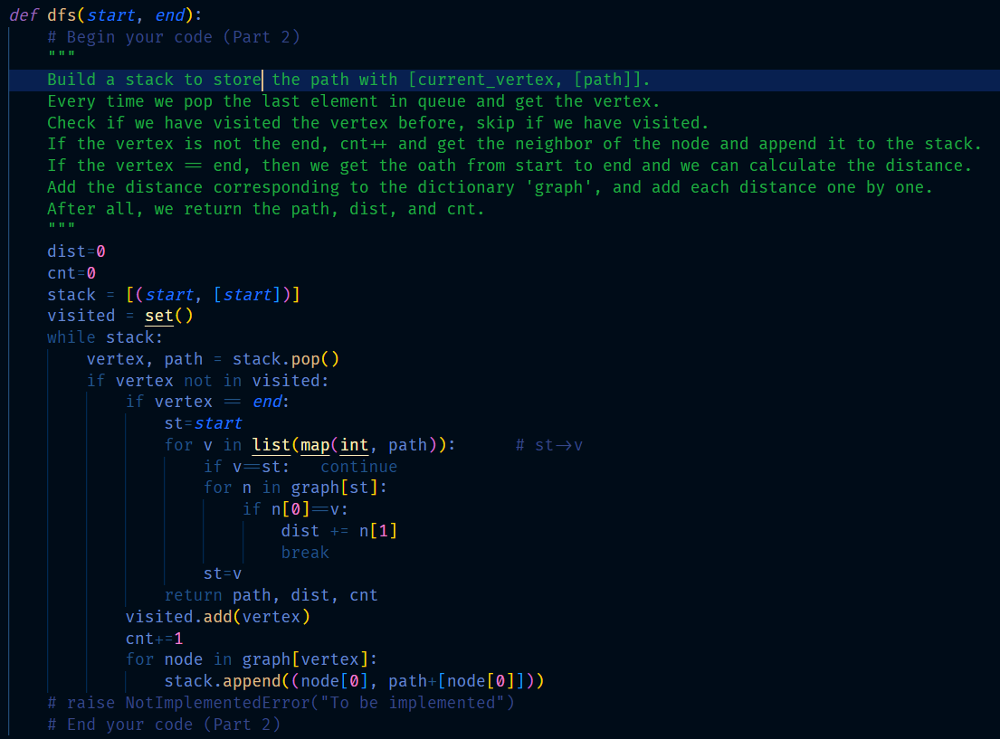 def dfs(start, end):
    # Begin your code (Part 2)
    """
    Build a stack to store the path with [current_vertex, [path]].
    Every time we pop the last element in queue and get the vertex.
    Check if we have visited the vertex before, skip if we have visited.
    If the vertex is not the end, cnt++ and get the neighbor of the node and append it to the stack.
    If the vertex == end, then we get the oath from start to end and we can calculate the distance.
    Add the distance corresponding to the dictionary 'graph', and add each distance one by one.
    After all, we return the path, dist, and cnt.
    """
    dist=0
    cnt=0
    stack = [(start, [start])]
    visited = set()
    while stack:
        vertex, path = stack.pop()
        if vertex not in visited:
            if vertex == end:
                st=start
                for v in list(map(int, path)):      # st->v
                    if v==st:   continue
                    for n in graph[st]:
                        if n[0]==v:
                            dist += n[1]
                            break
                    st=v
                return path, dist, cnt
            visited.add(vertex)
            cnt+=1
            for node in graph[vertex]:
                stack.append((node[0], path+[node[0]]))
    # raise NotImplementedError("To be implemented")
    # End your code (Part 2)